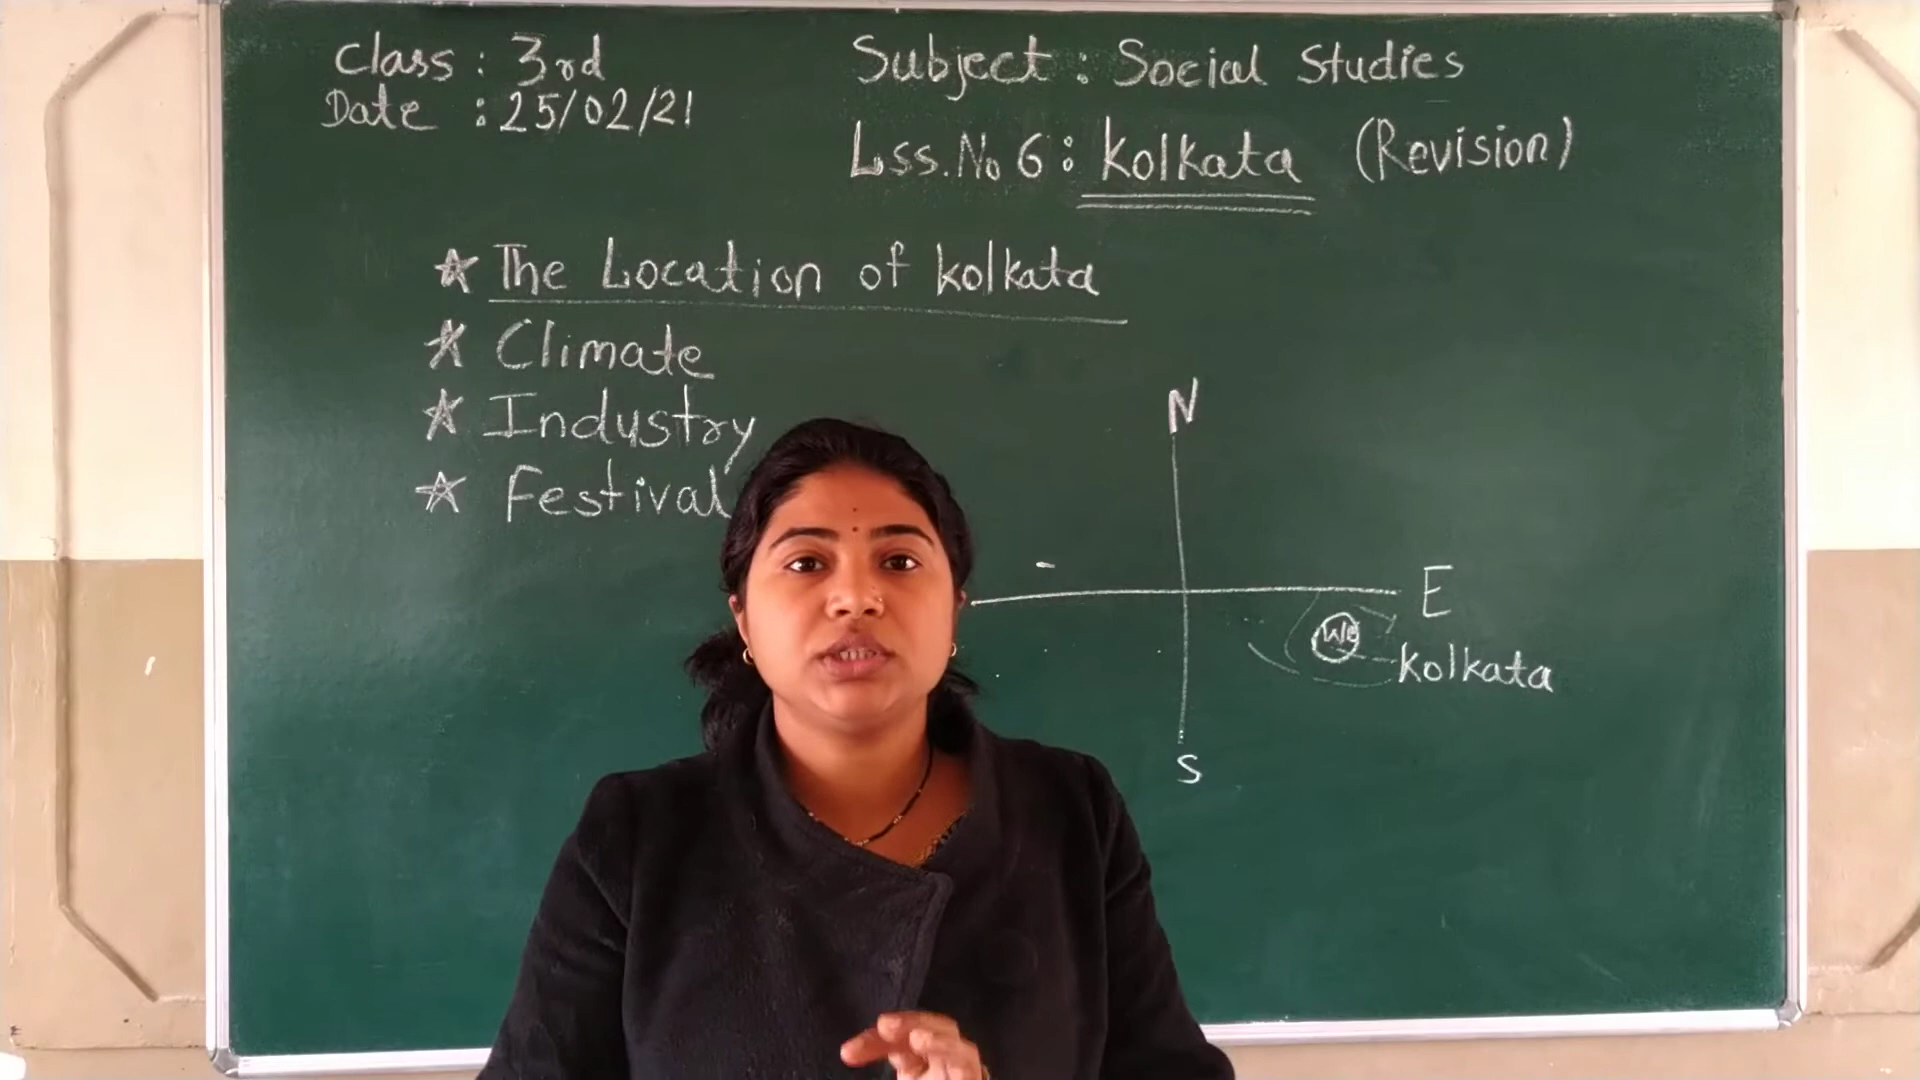 Class : 3rd
Date : 25/02/21
Subject : Social Studies
Lss.No 6 : Kolkata (Revision)
☆ The Location of Kolkata
☆ Climate
☆ Industry
☆ Festival
N
E
Kolkata
S